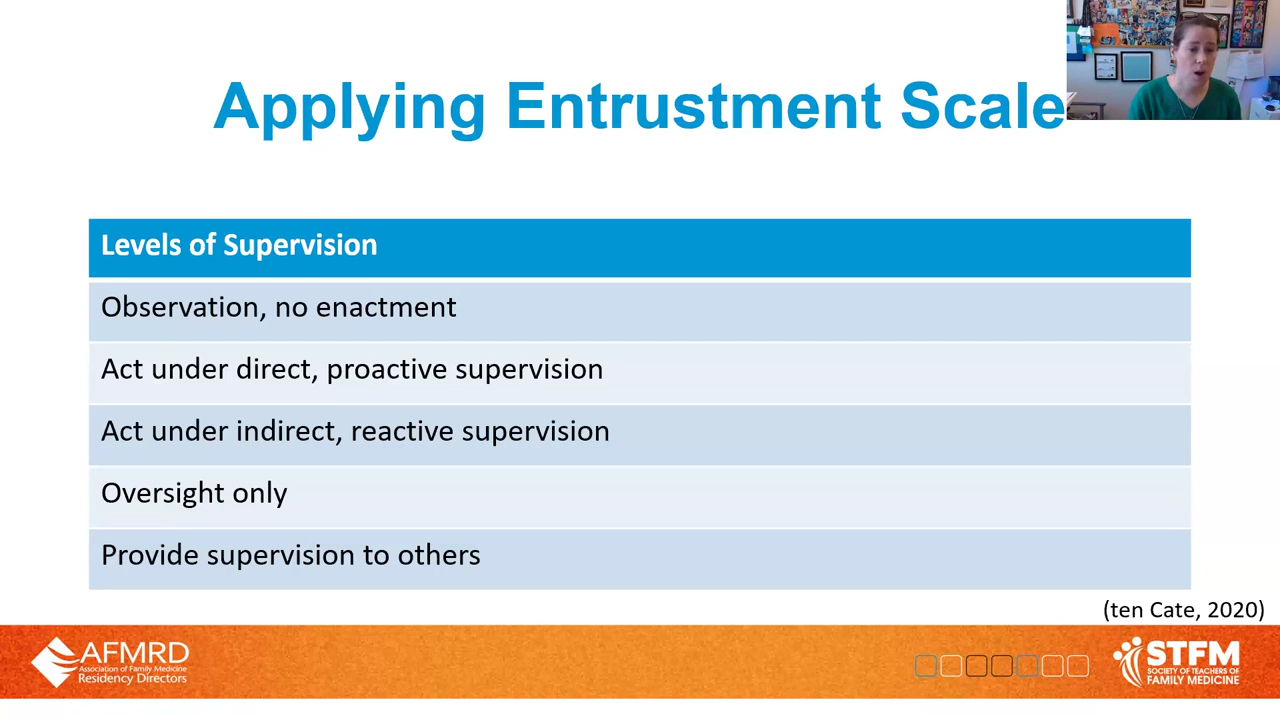 Applying Entrustment Scale
Levels of Supervision
Observation, no enactment
Act under direct, proactive supervision
Act under indirect, reactive supervision
Oversight only
Provide supervision to others
(ten Cate, 2020)
AFMRD
Association of Family Medicine
Residency Directors
STFM
SOCIETY OF TEACHERS OF
FAMILY MEDICINE